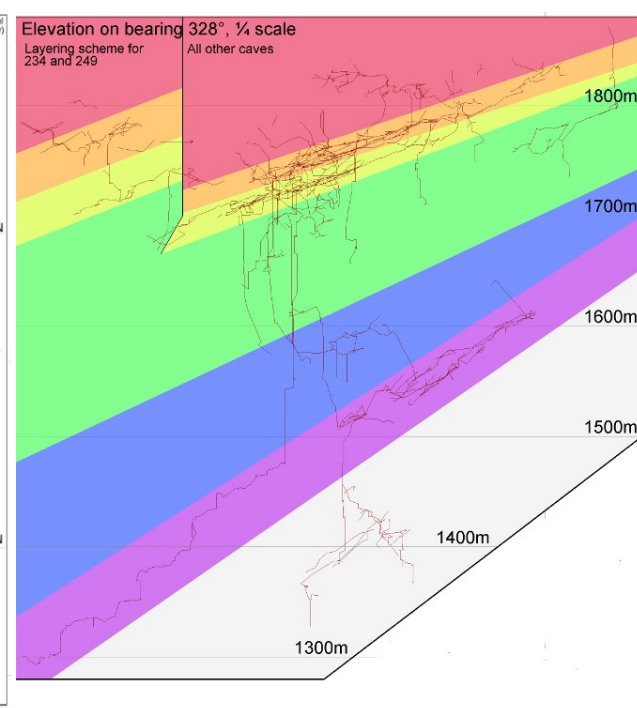 Elevation on bearing 328°, ¼ scale
Layering scheme for
234 and 249
All other caves
1800m
1700m
1600m
1500m
1400m
1300m